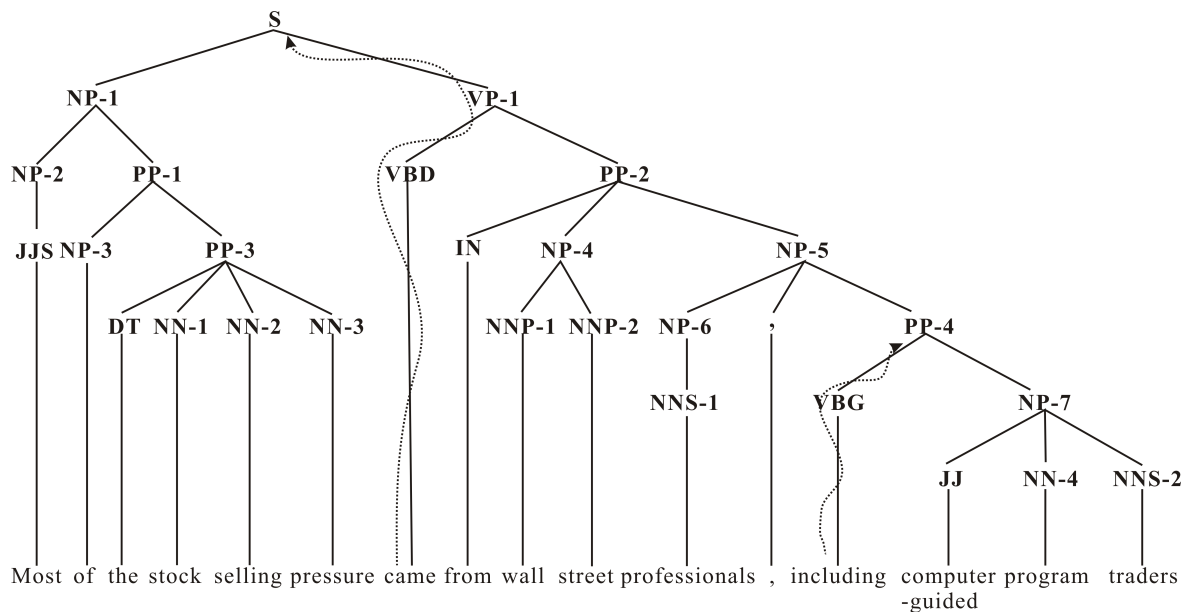 S
NP-1 VP-1
NP-2 PP-1 VBD PP-2
JJS NP-3 PP-3 IN NP-4 NP-5
DT NN-1 NN-2 NN-3 NNP-1 NNP-2 NP-6 , PP-4
NNS-1 VBG NP-7
JJ NN-4 NNS-2
Most of the stock selling pressure came from wall street professionals , including computer program traders
-guided